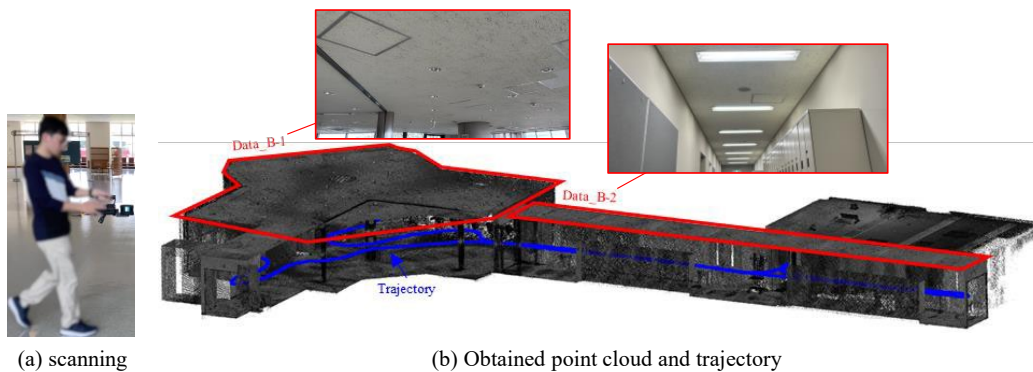 Data_B-1
Data_B-2
Trajectory
(a) scanning
(b) Obtained point cloud and trajectory